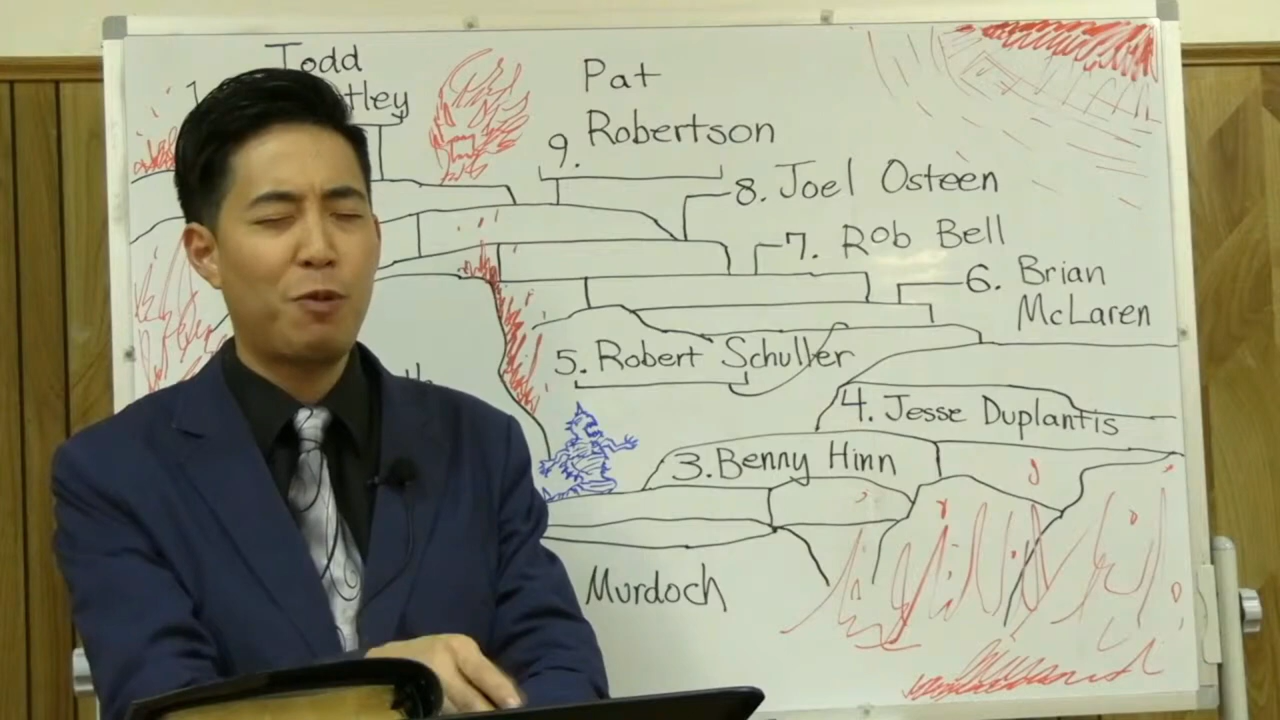 Todd
Pat
Robertson
9.
8. Joel Osteen
7. Rob Bell
6. Brian
McLaren
5. Robert Schuller
4. Jesse Duplantis
3. Benny Hinn
Murdoch